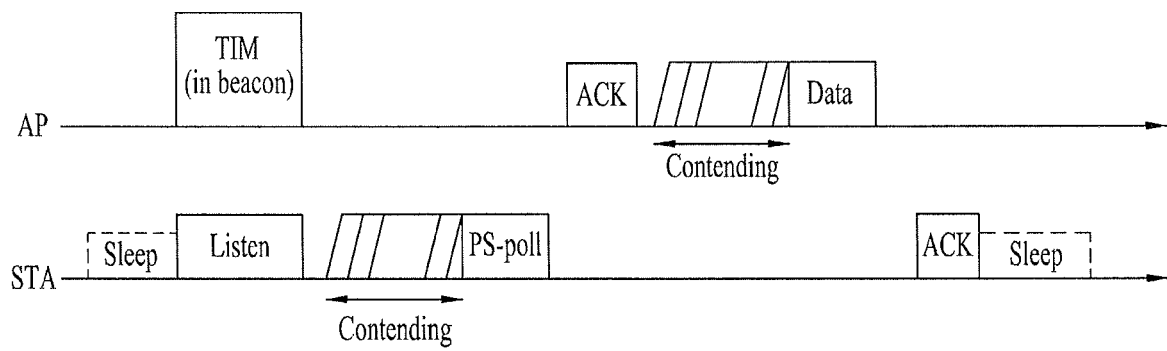 TIM
(in beacon)
ACK
Data
AP
Contending
Sleep
Listen
PS-poll
ACK
Sleep
STA
Contending